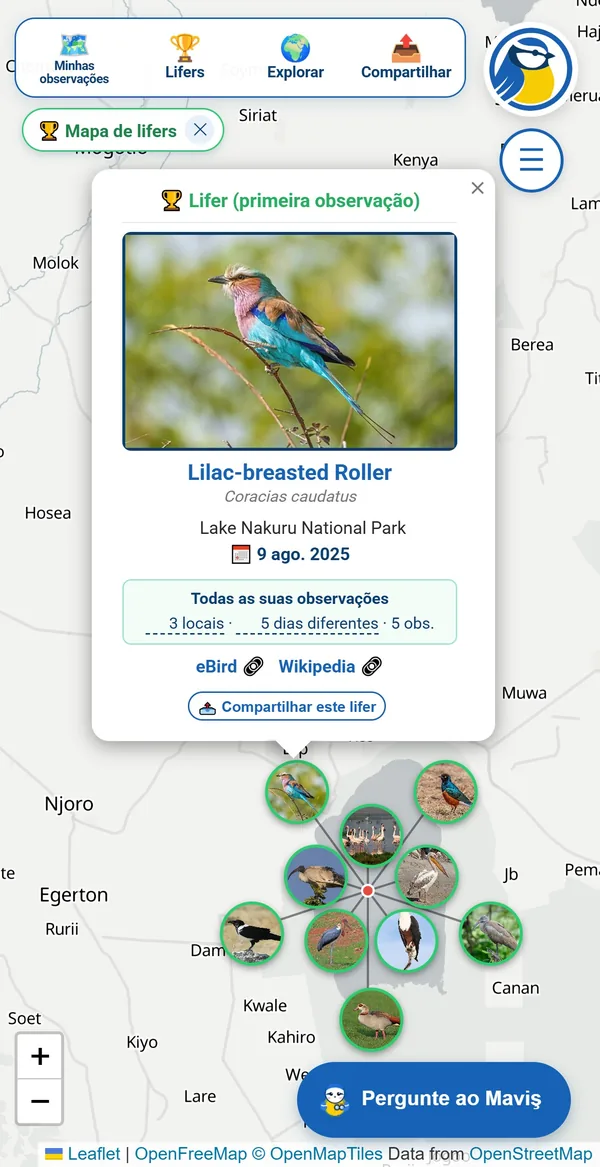 Minhas
observações
Lifers
Explorar
Compartilhar
Mapa de lifers
Siriat
Kenya
Molok
Lifer (primeira observação)
Berea
Lilac-breasted Roller
Coracias caudatus
Hosea
Lake Nakuru National Park
9 ago. 2025
Todas as suas observações
3 locais · 5 dias diferentes · 5 obs.
eBird Wikipedia
Compartilhar este lifer
Muwa
Njoro
Jb
Egerton
Rurii
Dam
Canan
Kwale
Soet
Kahiro
Kiyo
We
Lare
+
−
Pergunte ao Maviş
Leaflet | OpenFreeMap © OpenMapTiles Data from OpenStreetMap